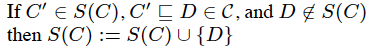 If C′ ∈ S(C), C′ ⊑ D ∈ 𝒞, and D ∉ S(C)
then S(C) := S(C) ∪ {D}